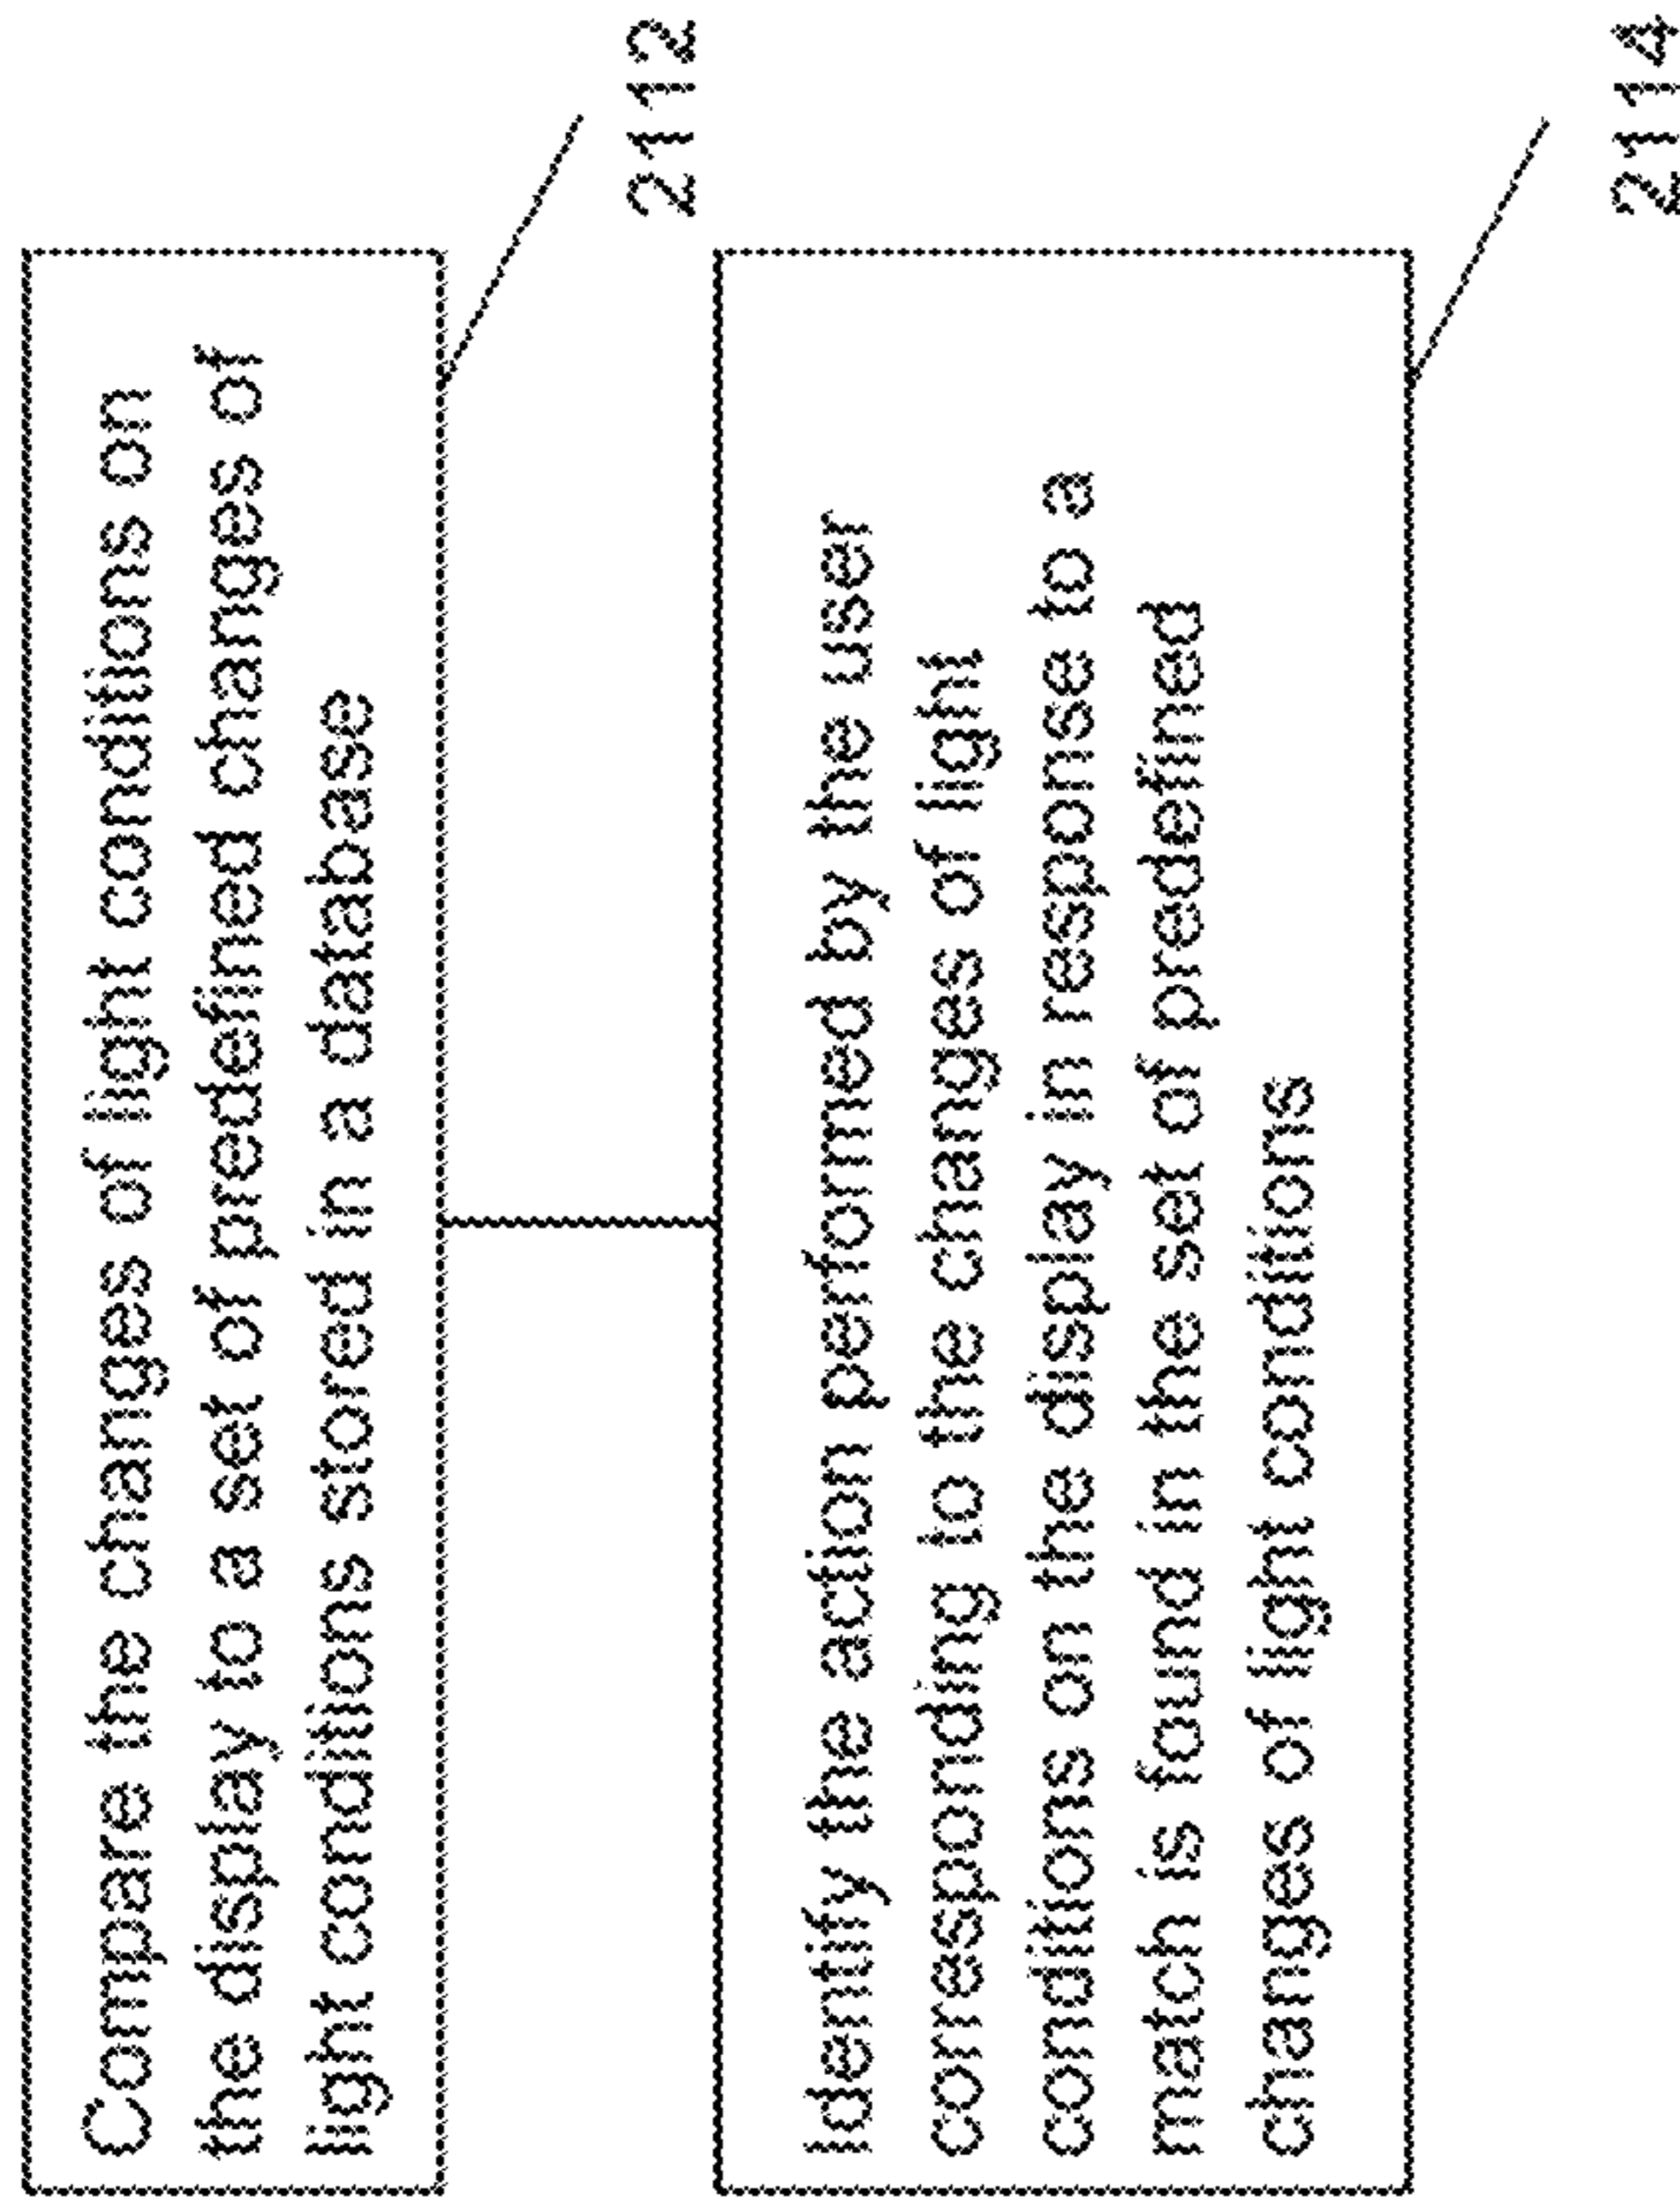 Compare the changes of light conditions on
the display to a set of predefined changes of
light conditions stored in a database
2112
Identify the action performed by the user
corresponding to the changes of light
conditions on the display in response to a
match is found in the set of predefined
changes of light conditions
2114